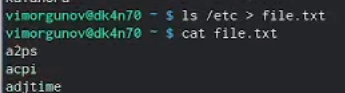 vimorgunov@dk4n70 ~ $ ls /etc > file.txt
vimorgunov@dk4n70 ~ $ cat file.txt
a2ps
acpi
adjtime